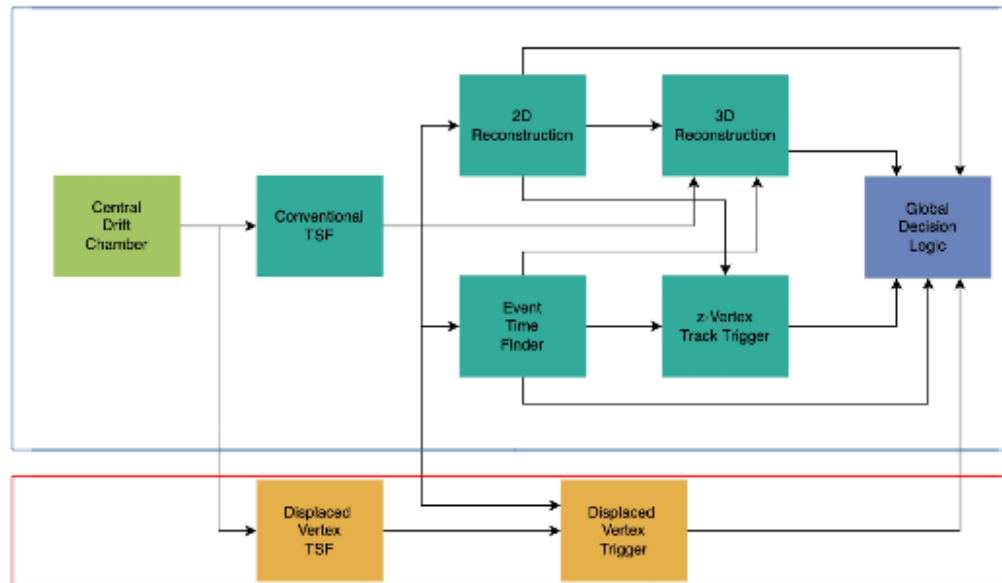 2D
Reconstruction
3D
Reconstruction
Central
Drift
Chamber
Conventional
TSF
Global
Decision
Logic
Event
Time
Finder
z-Vertex
Track Trigger
Displaced
Vertex
TSF
Displaced
Vertex
Trigger